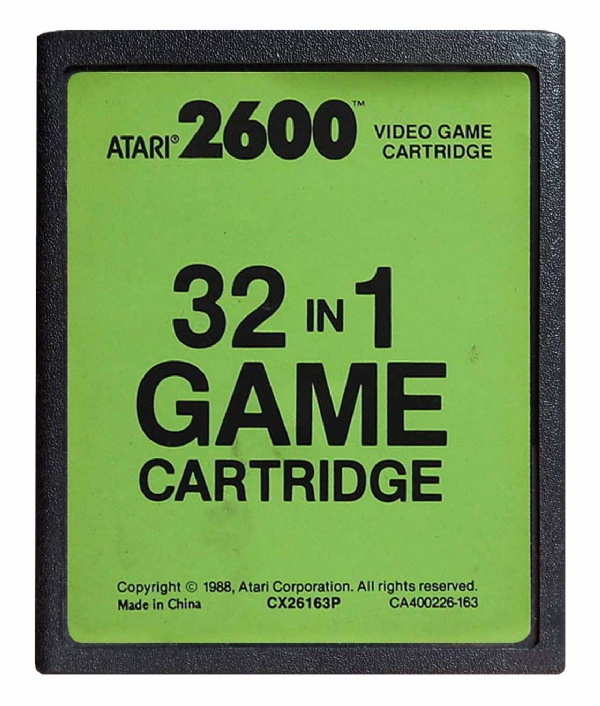 ATARI® 2600™ VIDEO GAME
CARTRIDGE
32 IN 1
GAME
CARTRIDGE
Copyright © 1988, Atari Corporation. All rights reserved.
Made in China CX26163P CA400226-163